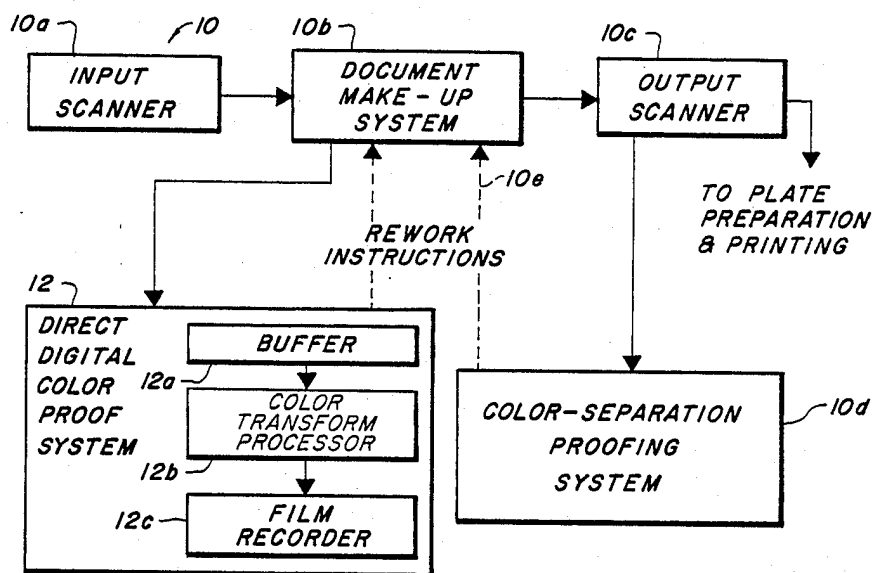 10a
10
10b
10c
INPUT
SCANNER
DOCUMENT
MAKE-UP
SYSTEM
OUTPUT
SCANNER
10e
TO PLATE
PREPARATION
& PRINTING
REWORK
INSTRUCTIONS
12
DIRECT
DIGITAL
COLOR
PROOF
SYSTEM
BUFFER
12a
COLOR
TRANSFORM
PROCESSOR
12b
12c
FILM
RECORDER
COLOR-SEPARATION
PROOFING
SYSTEM
10d